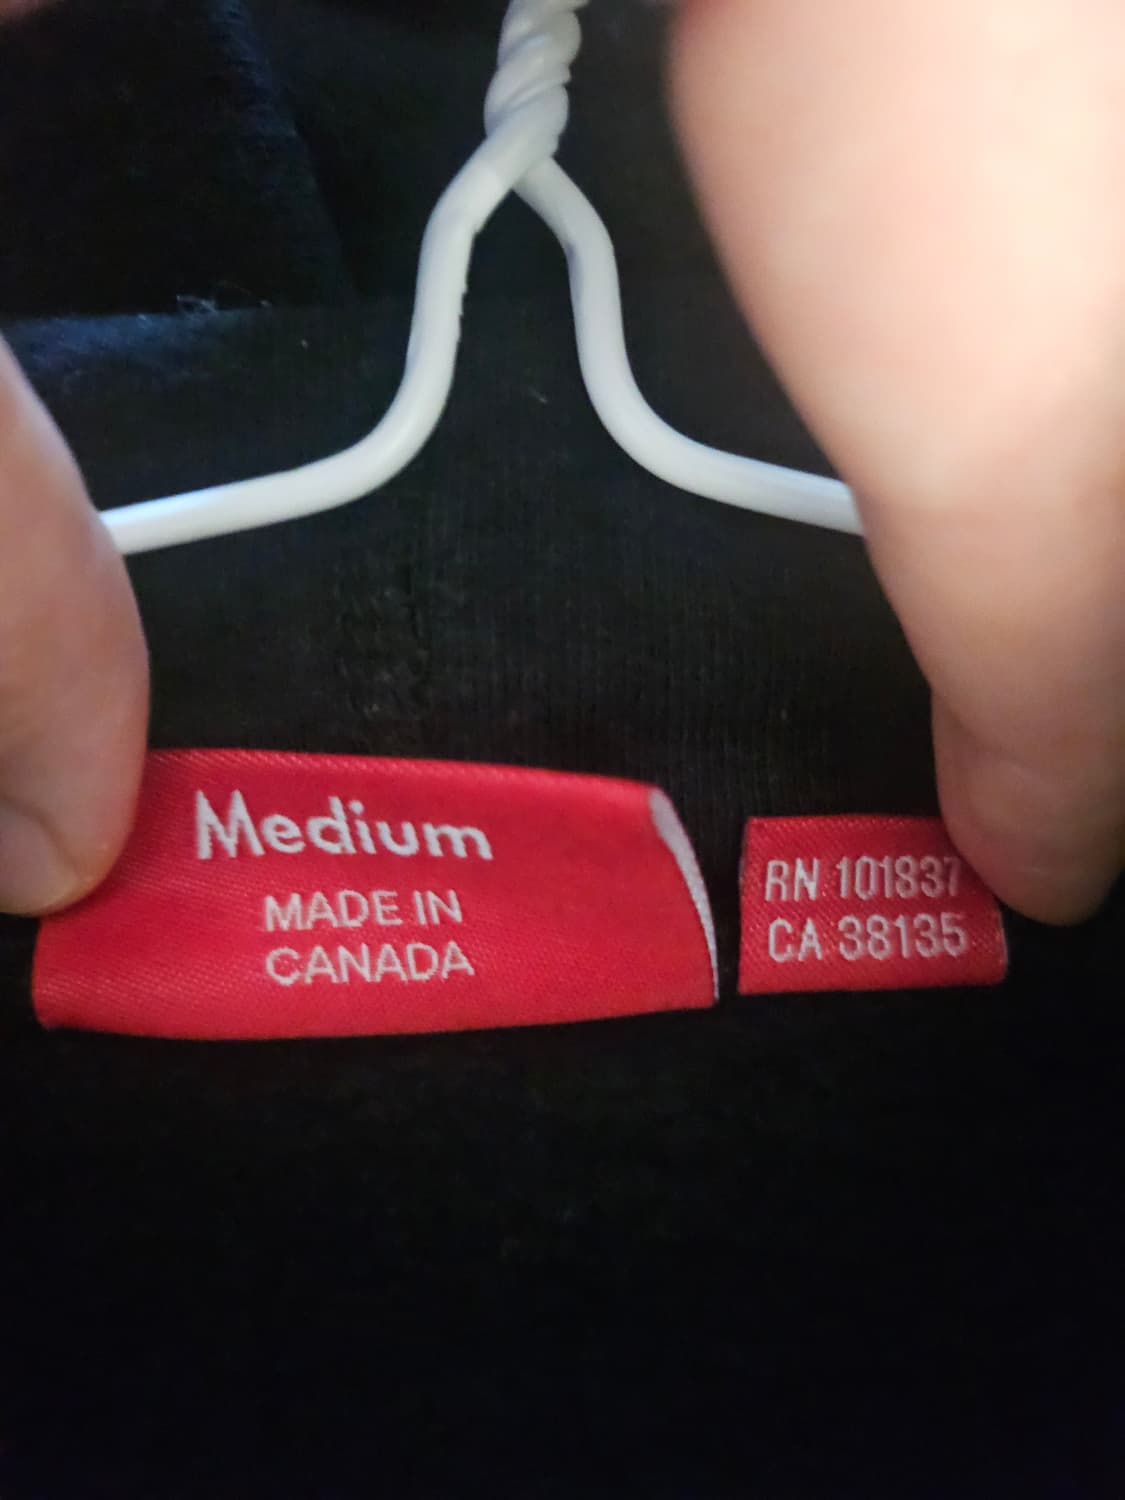 Medium
MADE IN
CANADA
RN 101837
CA 38135